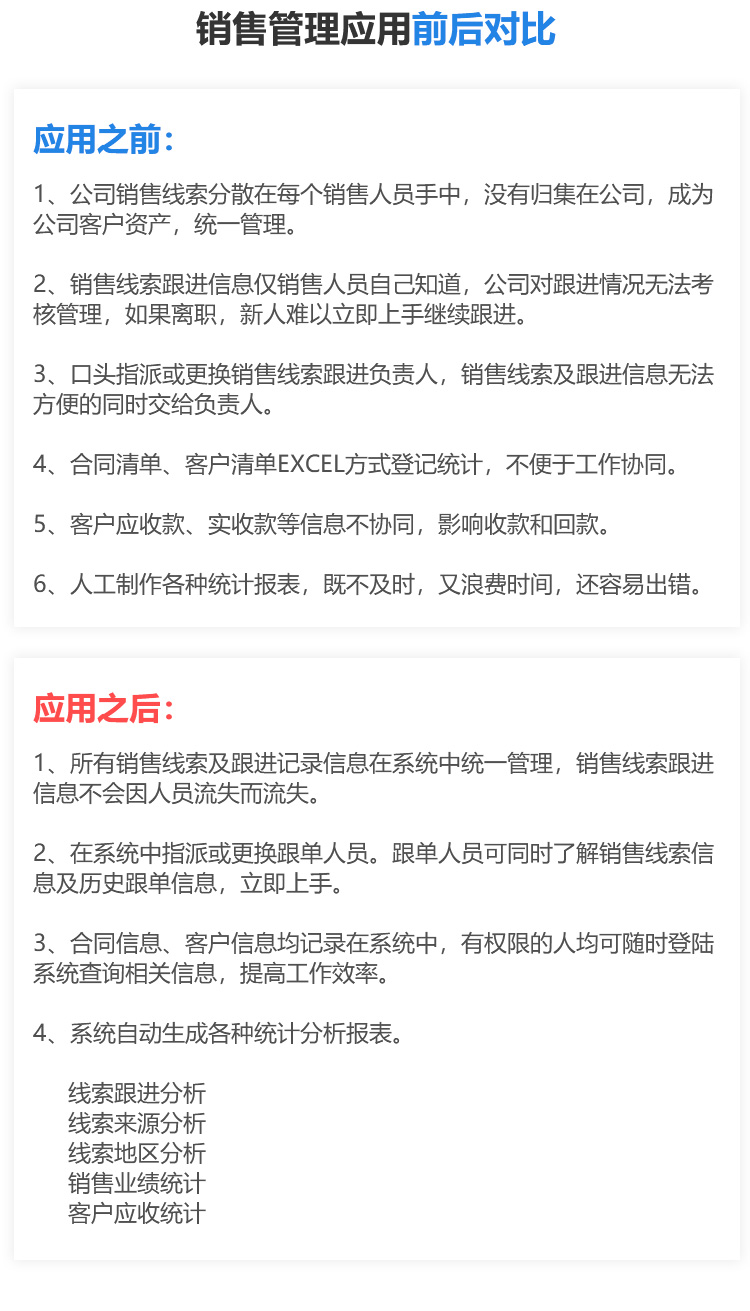 销售管理应用前后对比
应用之前：
1、公司销售线索分散在每个销售人员手中，没有归集在公司，成为
公司客户资产，统一管理。
2、销售线索跟进信息仅销售人员自己知道，公司对跟进情况无法考
核管理，如果离职，新人难以立即上手继续跟进。
3、口头指派或更换销售线索跟进负责人，销售线索及跟进信息无法
方便的同时交给负责人。
4、合同清单、客户清单EXCEL方式登记统计，不便于工作协同。
5、客户应收款、实收款等信息不协同，影响收款和回款。
6、人工制作各种统计报表，既不及时，又浪费时间，还容易出错。
应用之后：
1、所有销售线索及跟进记录信息在系统中统一管理，销售线索跟进
信息不会因人员流失而流失。
2、在系统中指派或更换跟单人员。跟单人员可同时了解销售线索信
息及历史跟单信息，立即上手。
3、合同信息、客户信息均记录在系统中，有权限的人均可随时登陆
系统查询相关信息，提高工作效率。
4、系统自动生成各种统计分析报表。
线索跟进分析
线索来源分析
线索地区分析
销售业绩统计
客户应收统计